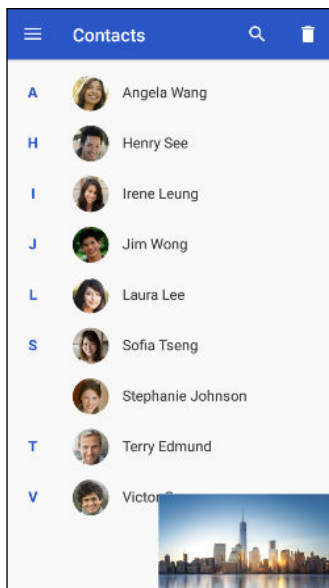 Contacts
A Angela Wang
H Henry See
I Irene Leung
J Jim Wong
L Laura Lee
S Sofia Tseng
Stephanie Johnson
T Terry Edmund
V Victor